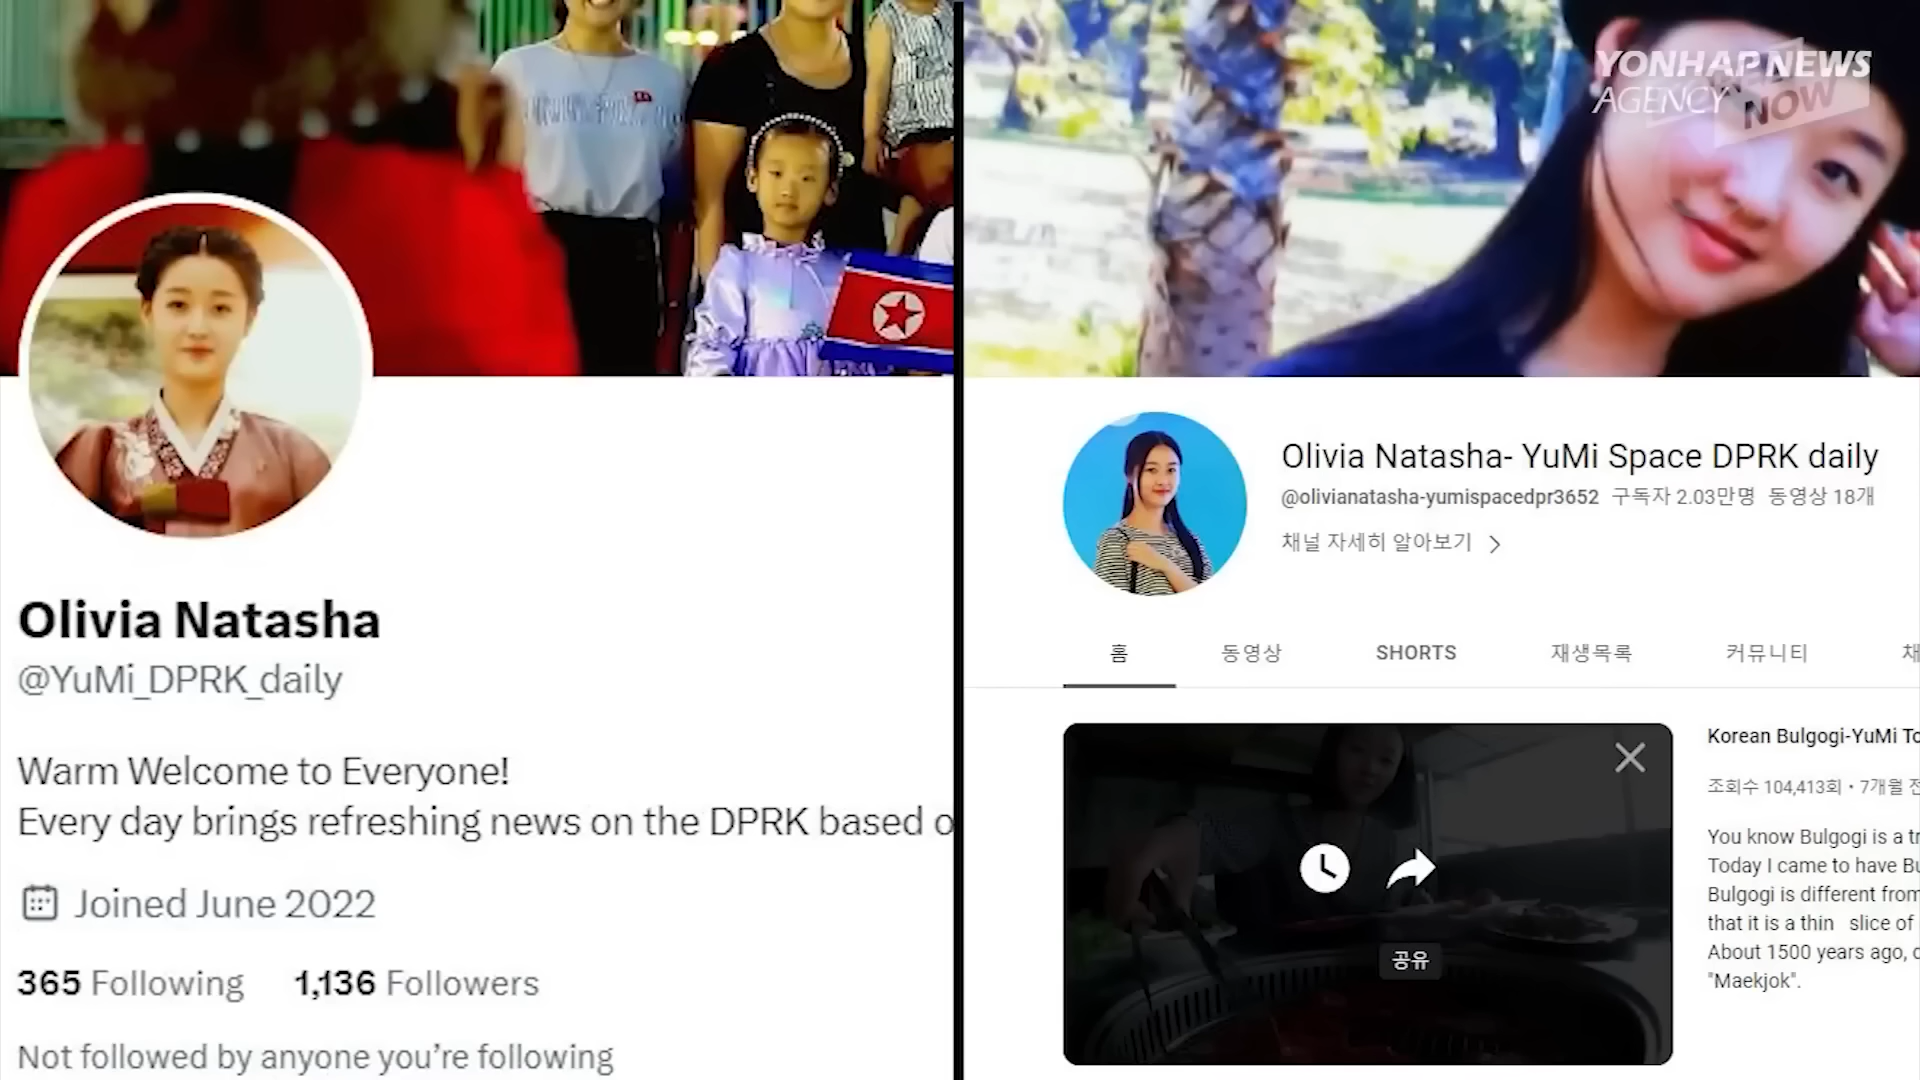 YONHAP NEWS
AGENCY NOW
Olivia Natasha
@YuMi_DPRK_daily
Warm Welcome to Everyone!
Every day brings refreshing news on the DPRK based o
Joined June 2022
365 Following 1,136 Followers
Not followed by anyone you’re following
Olivia Natasha- YuMi Space DPRK daily
@olivianatasha-yumispacedpr3652 구독자 2.03만명 동영상 18개
채널 자세히 알아보기
홈 동영상 SHORTS 재생목록 커뮤니티 채
공유
Korean Bulgogi-YuMi To
조회수 104,413회 • 7개월 전
You know Bulgogi is a tr
Today I came to have Bu
Bulgogi is different from
that it is a thin slice of
About 1500 years ago,
"Maekjok".